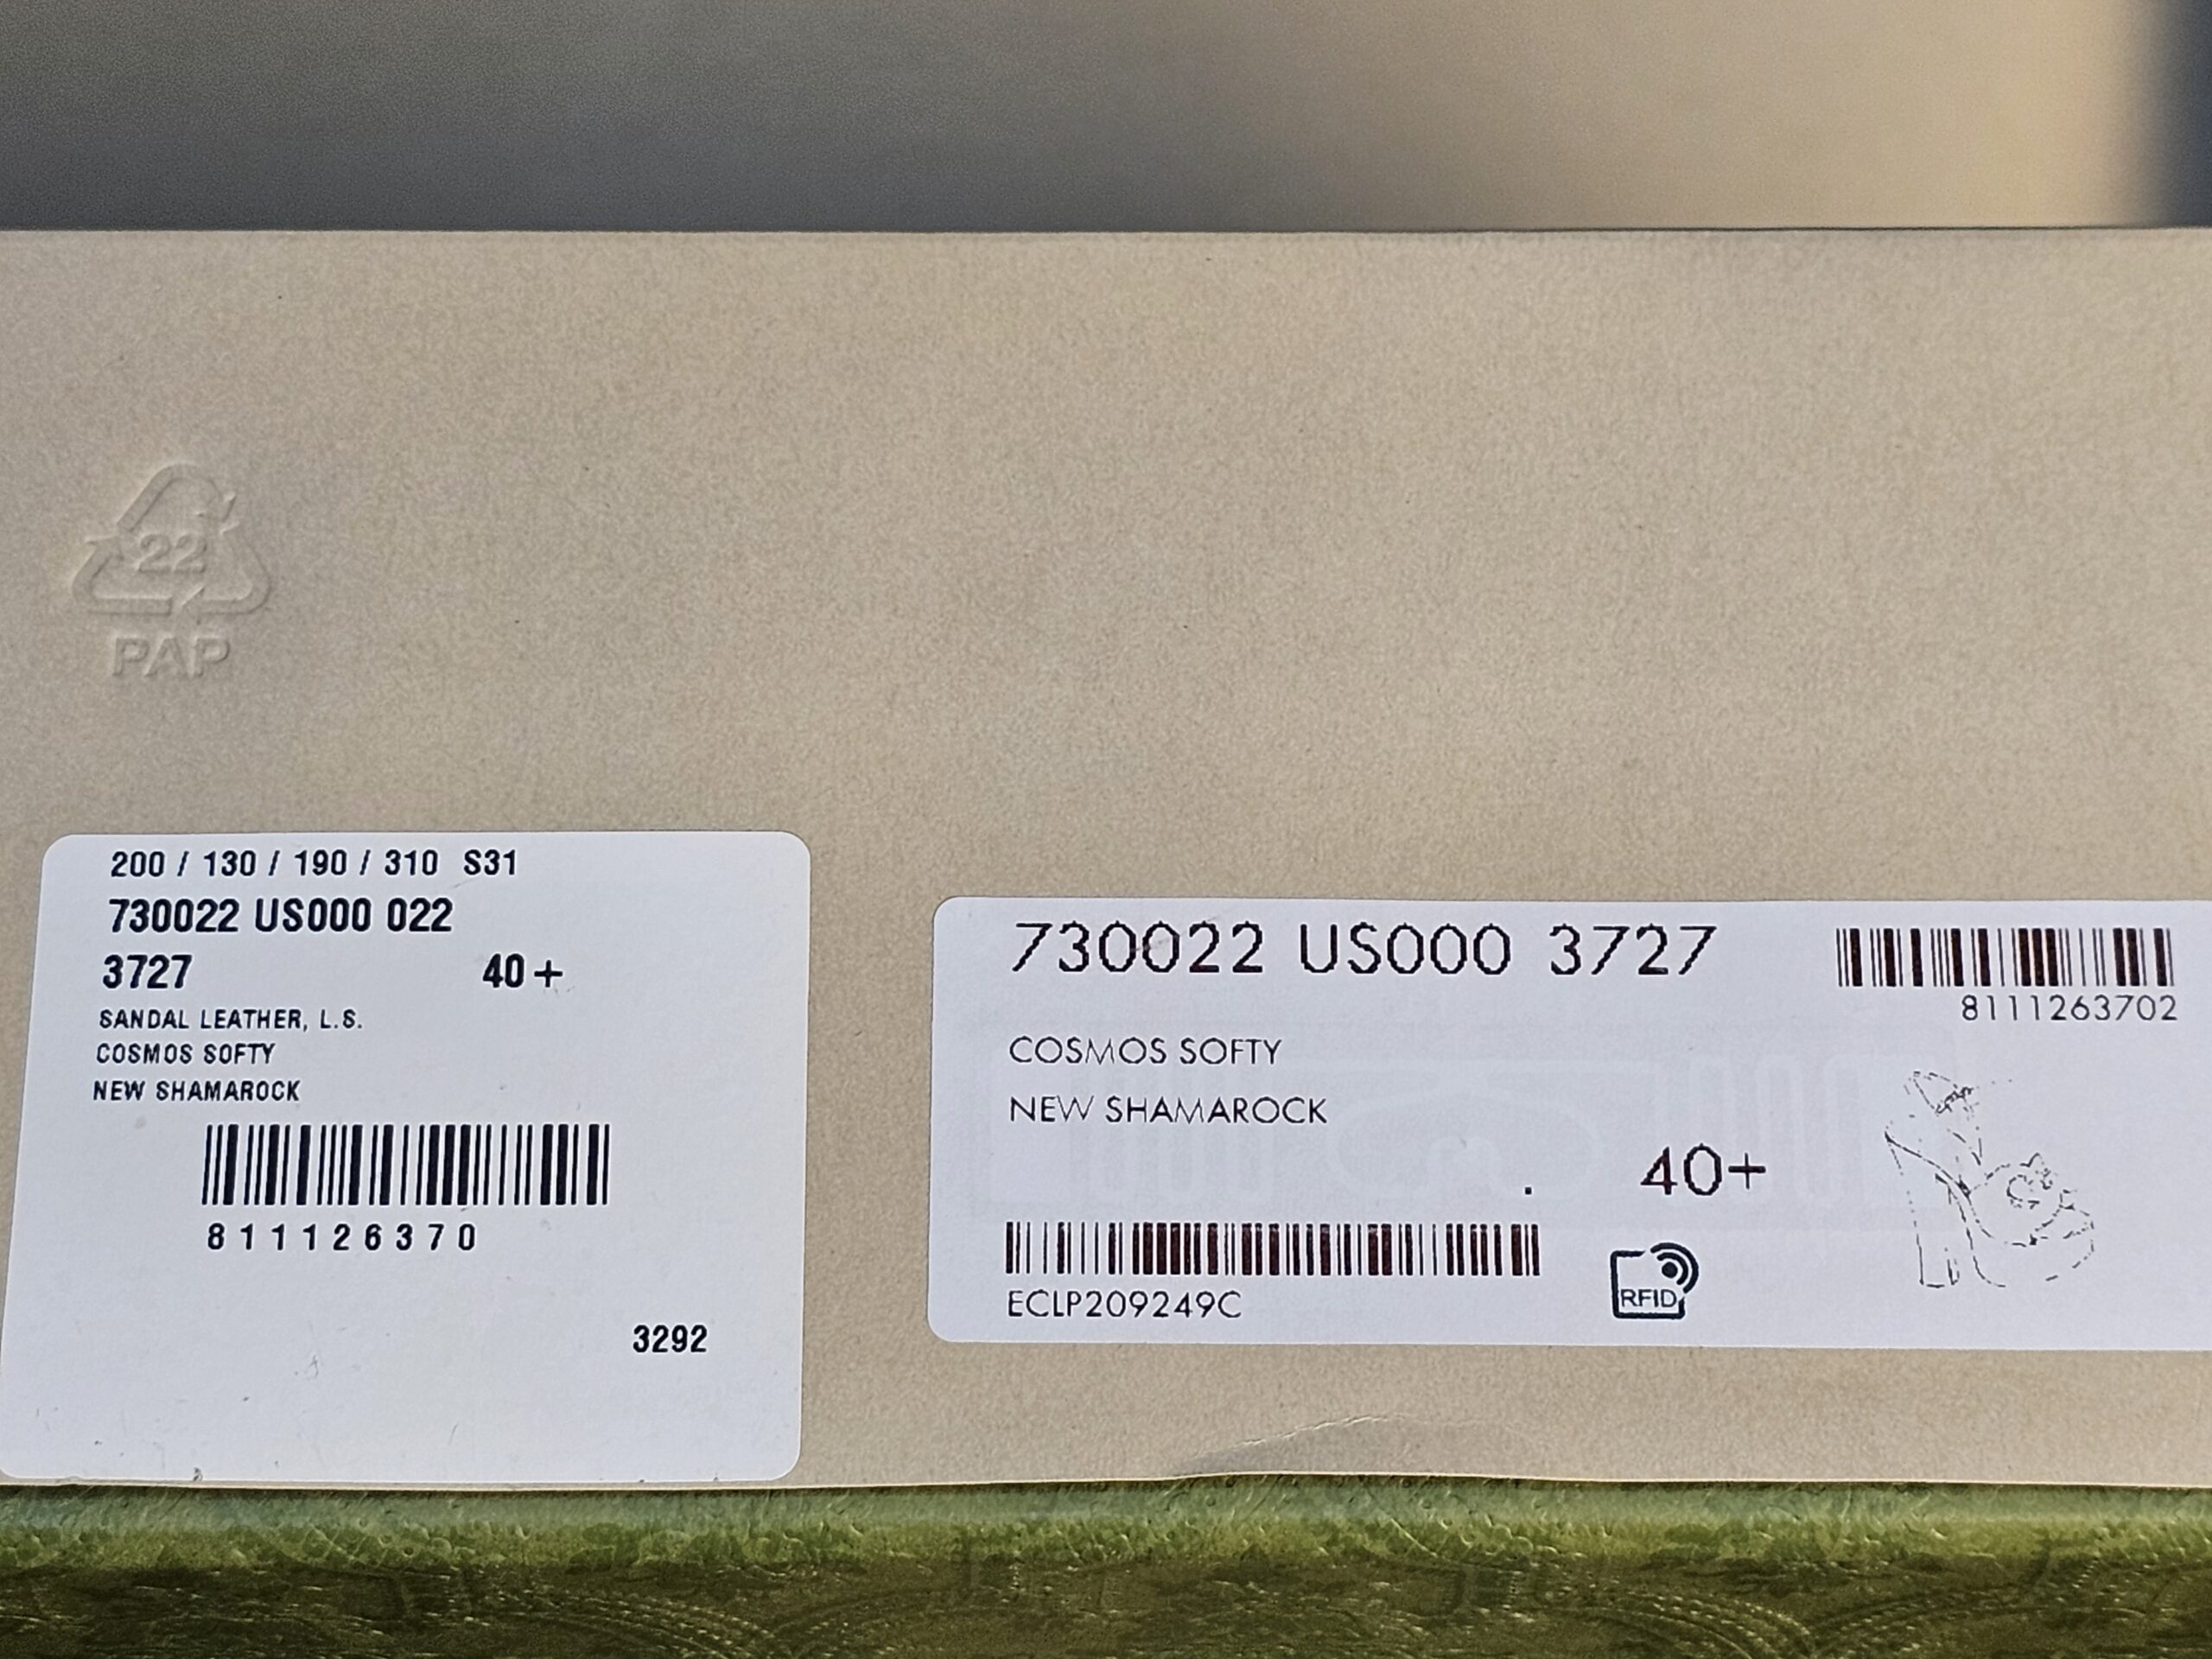 22
PAP
200 / 130 / 190 / 310 S31
730022 US000 022
3727 40+
SANDAL LEATHER, L.S.
COSMOS SOFTY
NEW SHAMAROCK
811126370
3292
730022 US000 3727
8111263702
COSMOS SOFTY
NEW SHAMAROCK
40+
ECLP209249C
RFID